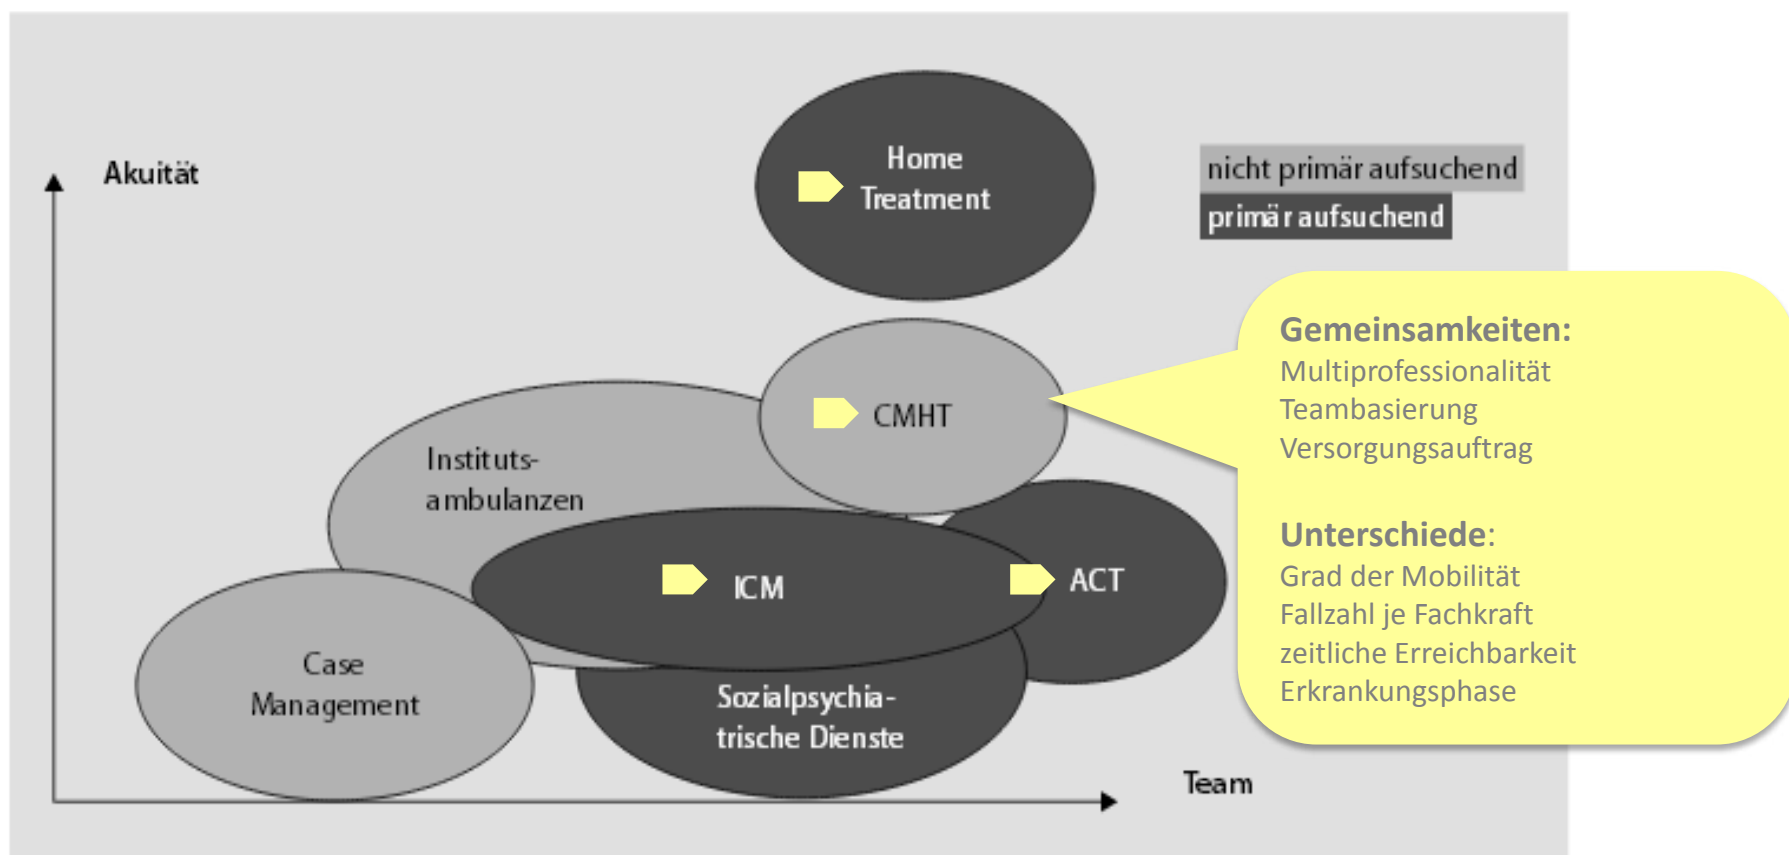 Akuität
Home
Treatment
nicht primär aufsuchend
primär aufsuchend
CMHT
Instituts-
ambulanzen
ICM
ACT
Case
Management
Sozialpsychia-
trische Dienste
Team
Gemeinsamkeiten:
Multiprofessionalität
Teambasierung
Versorgungsauftrag
Unterschiede:
Grad der Mobilität
Fallzahl je Fachkraft
zeitliche Erreichbarkeit
Erkrankungsphase